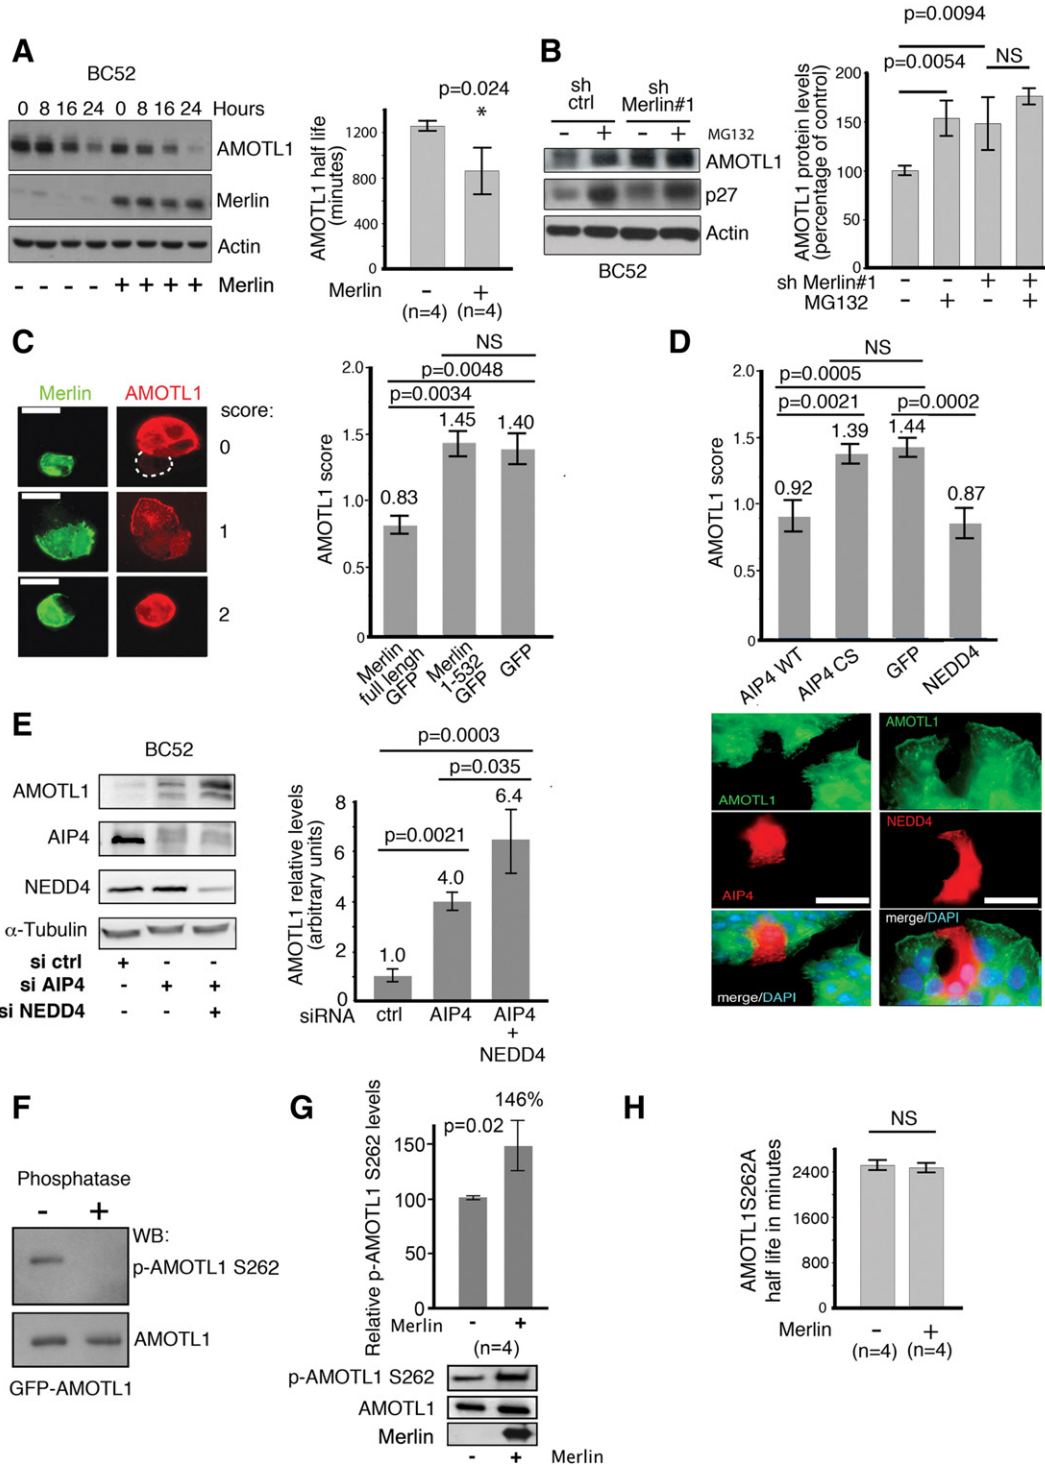 A
BC52
0 8 16 24 0 8 16 24 Hours
AMOTL1
Merlin
Actin
- - - - + + + + Merlin
p=0.024
*
AMOTL1 half life
(minutes)
1200
800
400
0
Merlin - +
(n=4) (n=4)
B
sh
ctrl
sh
Merlin#1
- + - + MG132
AMOTL1
p27
Actin
BC52
p=0.0094
p=0.0054
NS
AMOTL1 protein levels
(percentage of control)
200
150
100
50
0
sh Merlin#1 - - + +
MG132 - + - +
C
Merlin AMOTL1 score:
0
1
2
NS
p=0.0048
p=0.0034
AMOTL1 score
2.0
1.5
1.0
0.5
0
0.83
1.45
1.40
Merlin
full lengh
GFP
Merlin
1-532
GFP
GFP
D
NS
p=0.0005
p=0.0021 p=0.0002
AMOTL1 score
2.0
1.5
1.0
0.5
0
0.92
1.39
1.44
0.87
AIP4 WT
AIP4 CS
GFP
NEDD4
AMOTL1
AIP4
merge/DAPI
AMOTL1
NEDD4
merge/DAPI
E
BC52
AMOTL1
AIP4
NEDD4
α-Tubulin
si ctrl + - -
si AIP4 - + +
si NEDD4 - - +
p=0.0003
p=0.035
p=0.0021
AMOTL1 relative levels
(arbitrary units)
8
6
4
2
0
1.0
4.0
6.4
siRNA ctrl AIP4 AIP4
+
NEDD4
F
Phosphatase
- +
WB:
p-AMOTL1 S262
AMOTL1
GFP-AMOTL1
G
146%
p=0.02
Relative p-AMOTL1 S262 levels
150
100
50
0
Merlin - +
(n=4)
p-AMOTL1 S262
AMOTL1
Merlin
- + Merlin
H
NS
AMOTL1S262A
half life in minutes
2400
1600
800
0
Merlin - +
(n=4) (n=4)